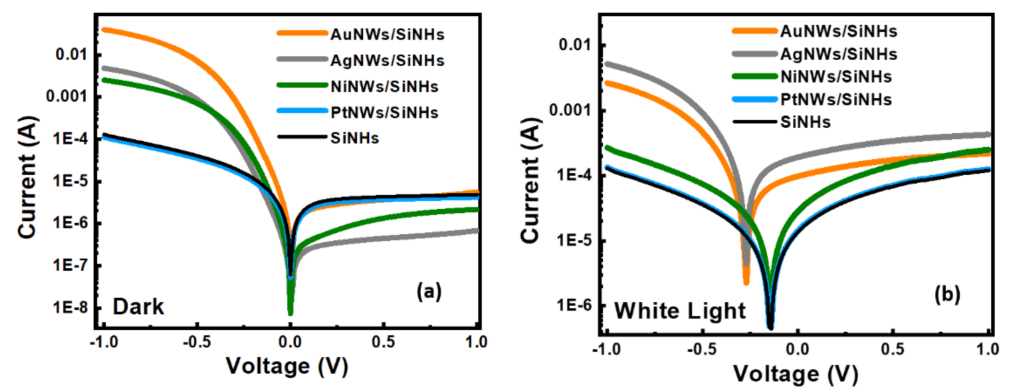 AuNWs/SiNHs
AgNWs/SiNHs
NiNWs/SiNHs
PtNWs/SiNHs
SiNHs
0.01
0.001
1E-4
1E-5
1E-6
1E-7
1E-8
Current (A)
Dark
(a)
-1.0
-0.5
0.0
0.5
1.0
Voltage (V)
AuNWs/SiNHs
AgNWs/SiNHs
NiNWs/SiNHs
PtNWs/SiNHs
SiNHs
0.01
0.001
1E-4
1E-5
1E-6
Current (A)
White Light
(b)
-1.0
-0.5
0.0
0.5
1.0
Voltage (V)